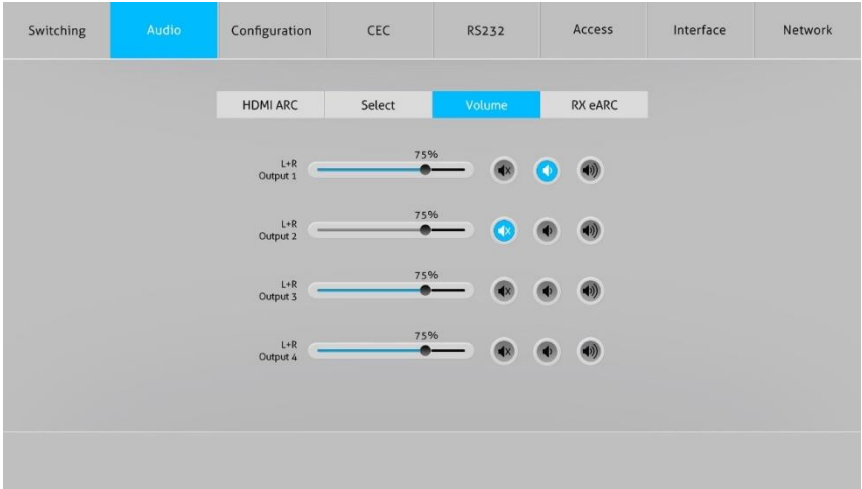 Switching Audio Configuration CEC RS232 Access Interface Network
HDMI ARC Select Volume RX eARC
75%
L+R
Output 1
75%
L+R
Output 2
75%
L+R
Output 3
75%
L+R
Output 4